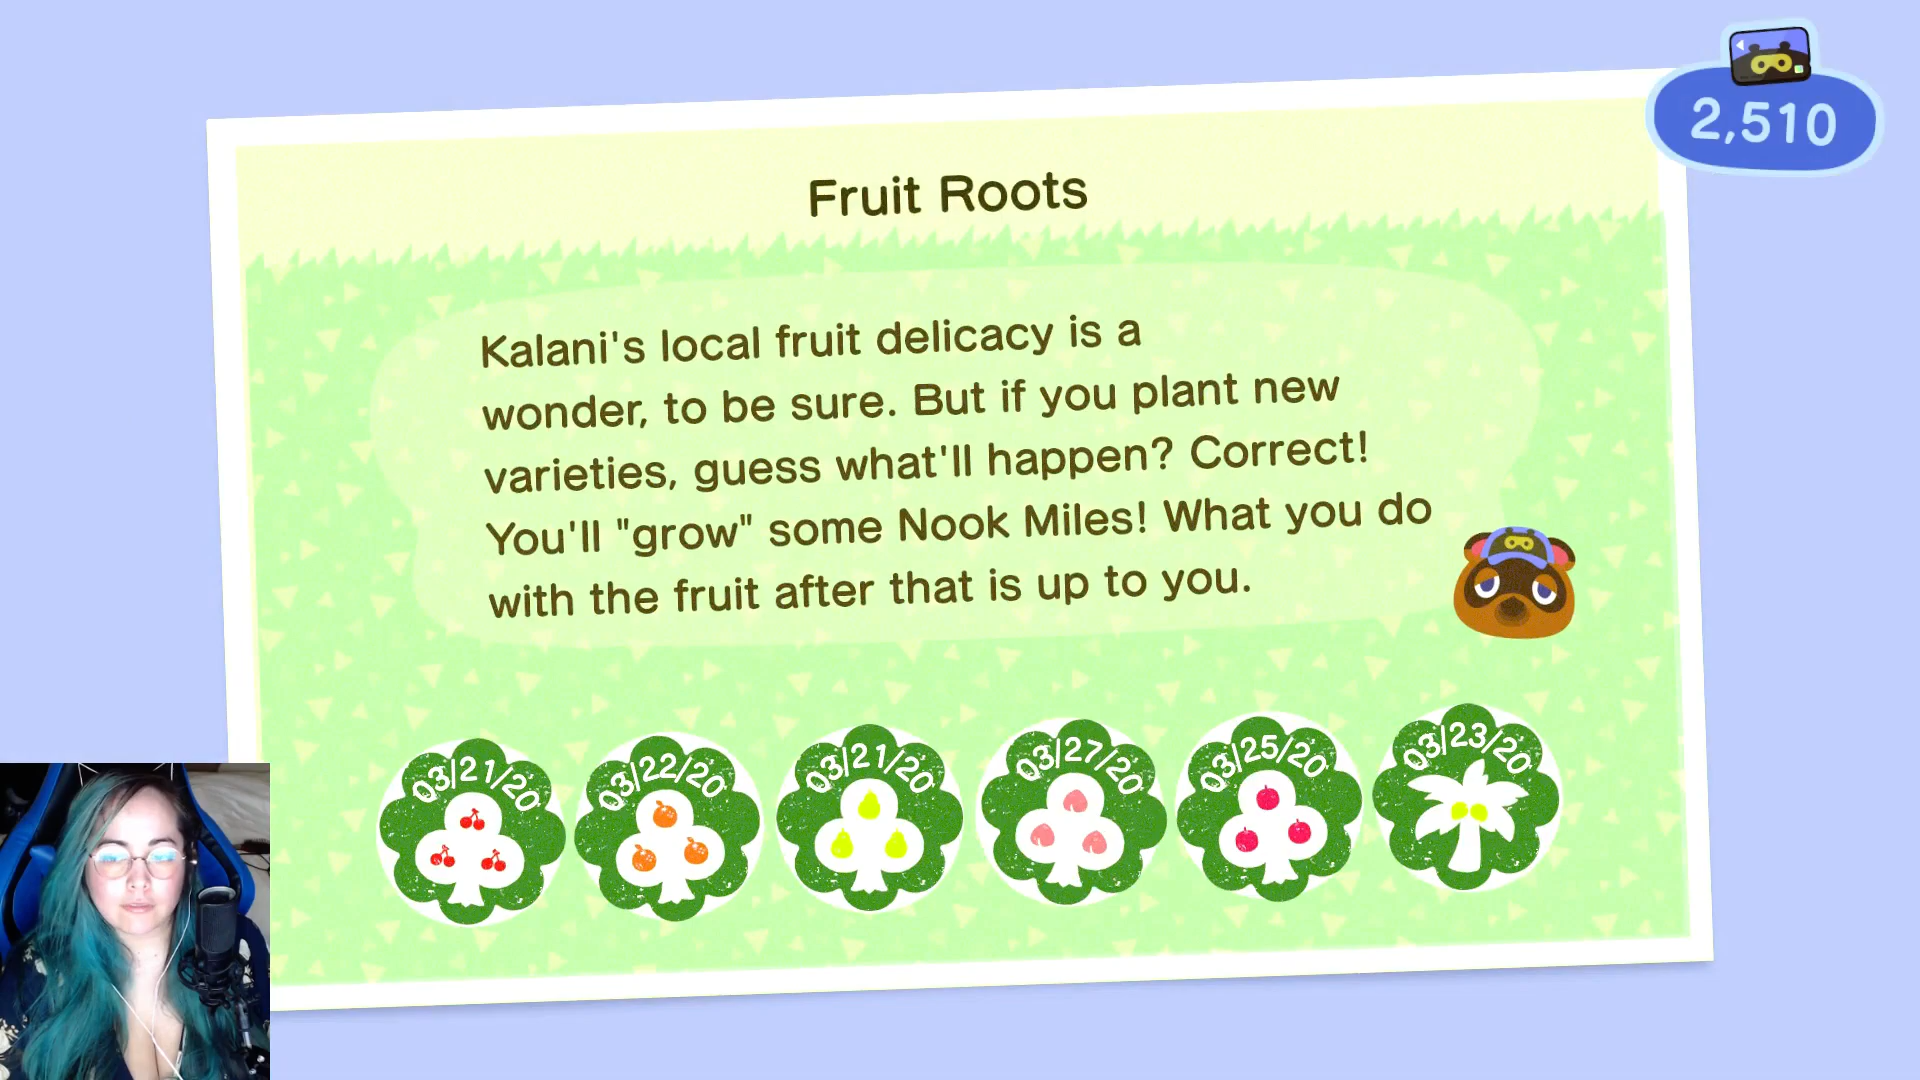 2,510
Fruit Roots
Kalani's local fruit delicacy is a
wonder, to be sure. But if you plant new
varieties, guess what'll happen? Correct!
You'll "grow" some Nook Miles! What you do
with the fruit after that is up to you.
03/21/20
03/22/20
03/21/20
03/27/20
03/25/20
03/23/20